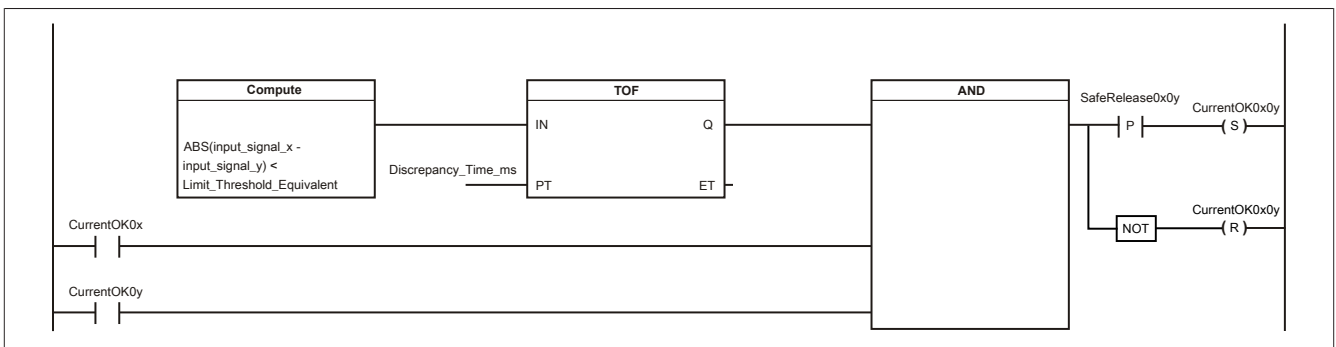 Compute
TOF
AND
SafeRelease0x0y
CurrentOK0x0y
IN
Q
P
S
ABS(input_signal_x -
input_signal_y) <
Limit_Threshold_Equivalent
Discrepancy_Time_ms
PT
ET
CurrentOK0x
CurrentOK0x0y
NOT
R
CurrentOK0y